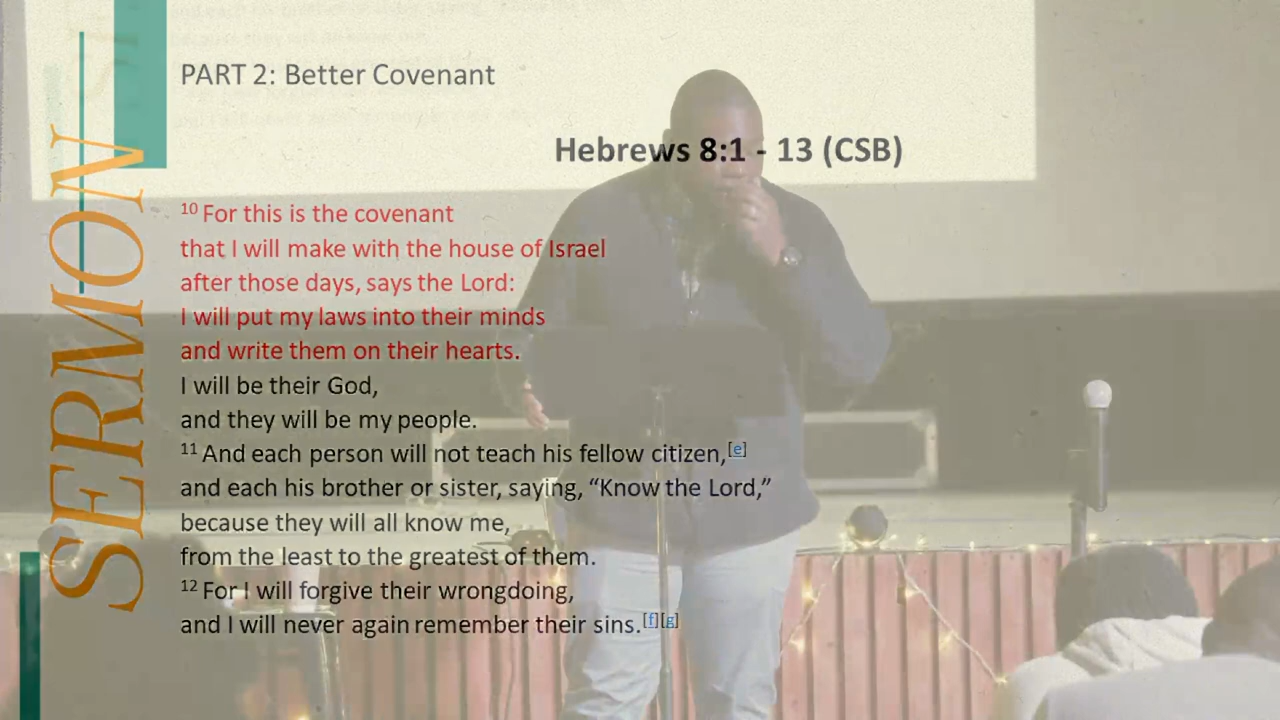 SERMON
PART 2: Better Covenant
Hebrews 8:1 - 13 (CSB)
10 For this is the covenant
that I will make with the house of Israel
after those days, says the Lord:
I will put my laws into their minds
and write them on their hearts.
I will be their God,
and they will be my people.
11 And each person will not teach his fellow citizen,[e]
and each his brother or sister, saying, “Know the Lord,”
because they will all know me,
from the least to the greatest of them.
12 For I will forgive their wrongdoing,
and I will never again remember their sins.[f][g]